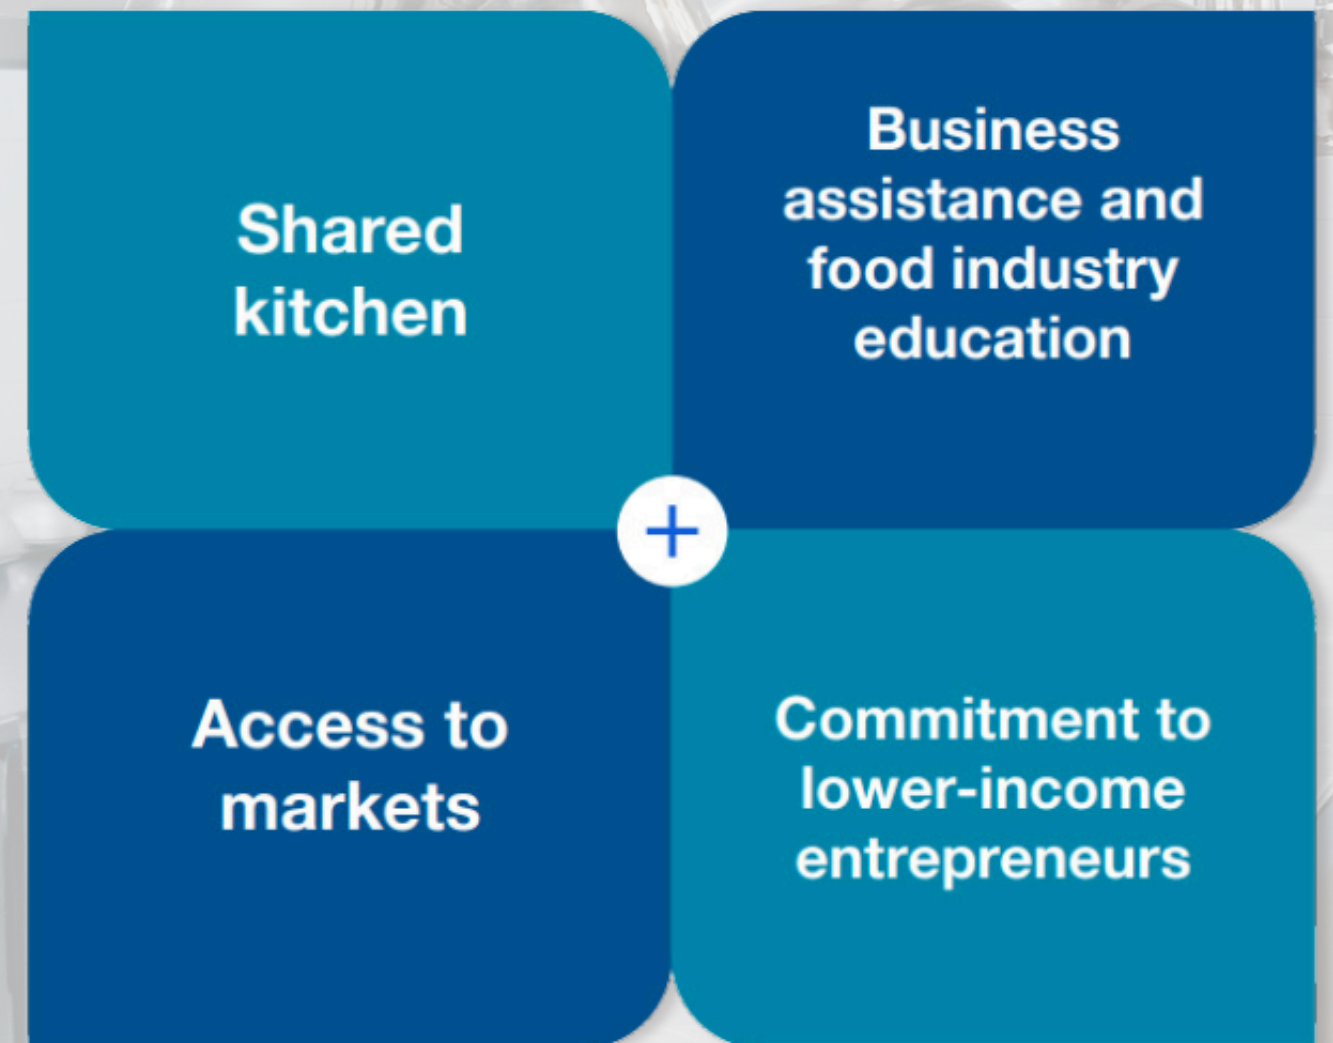 Shared
kitchen
Business
assistance and
food industry
education
+
Access to
markets
Commitment to
lower-income
entrepreneurs